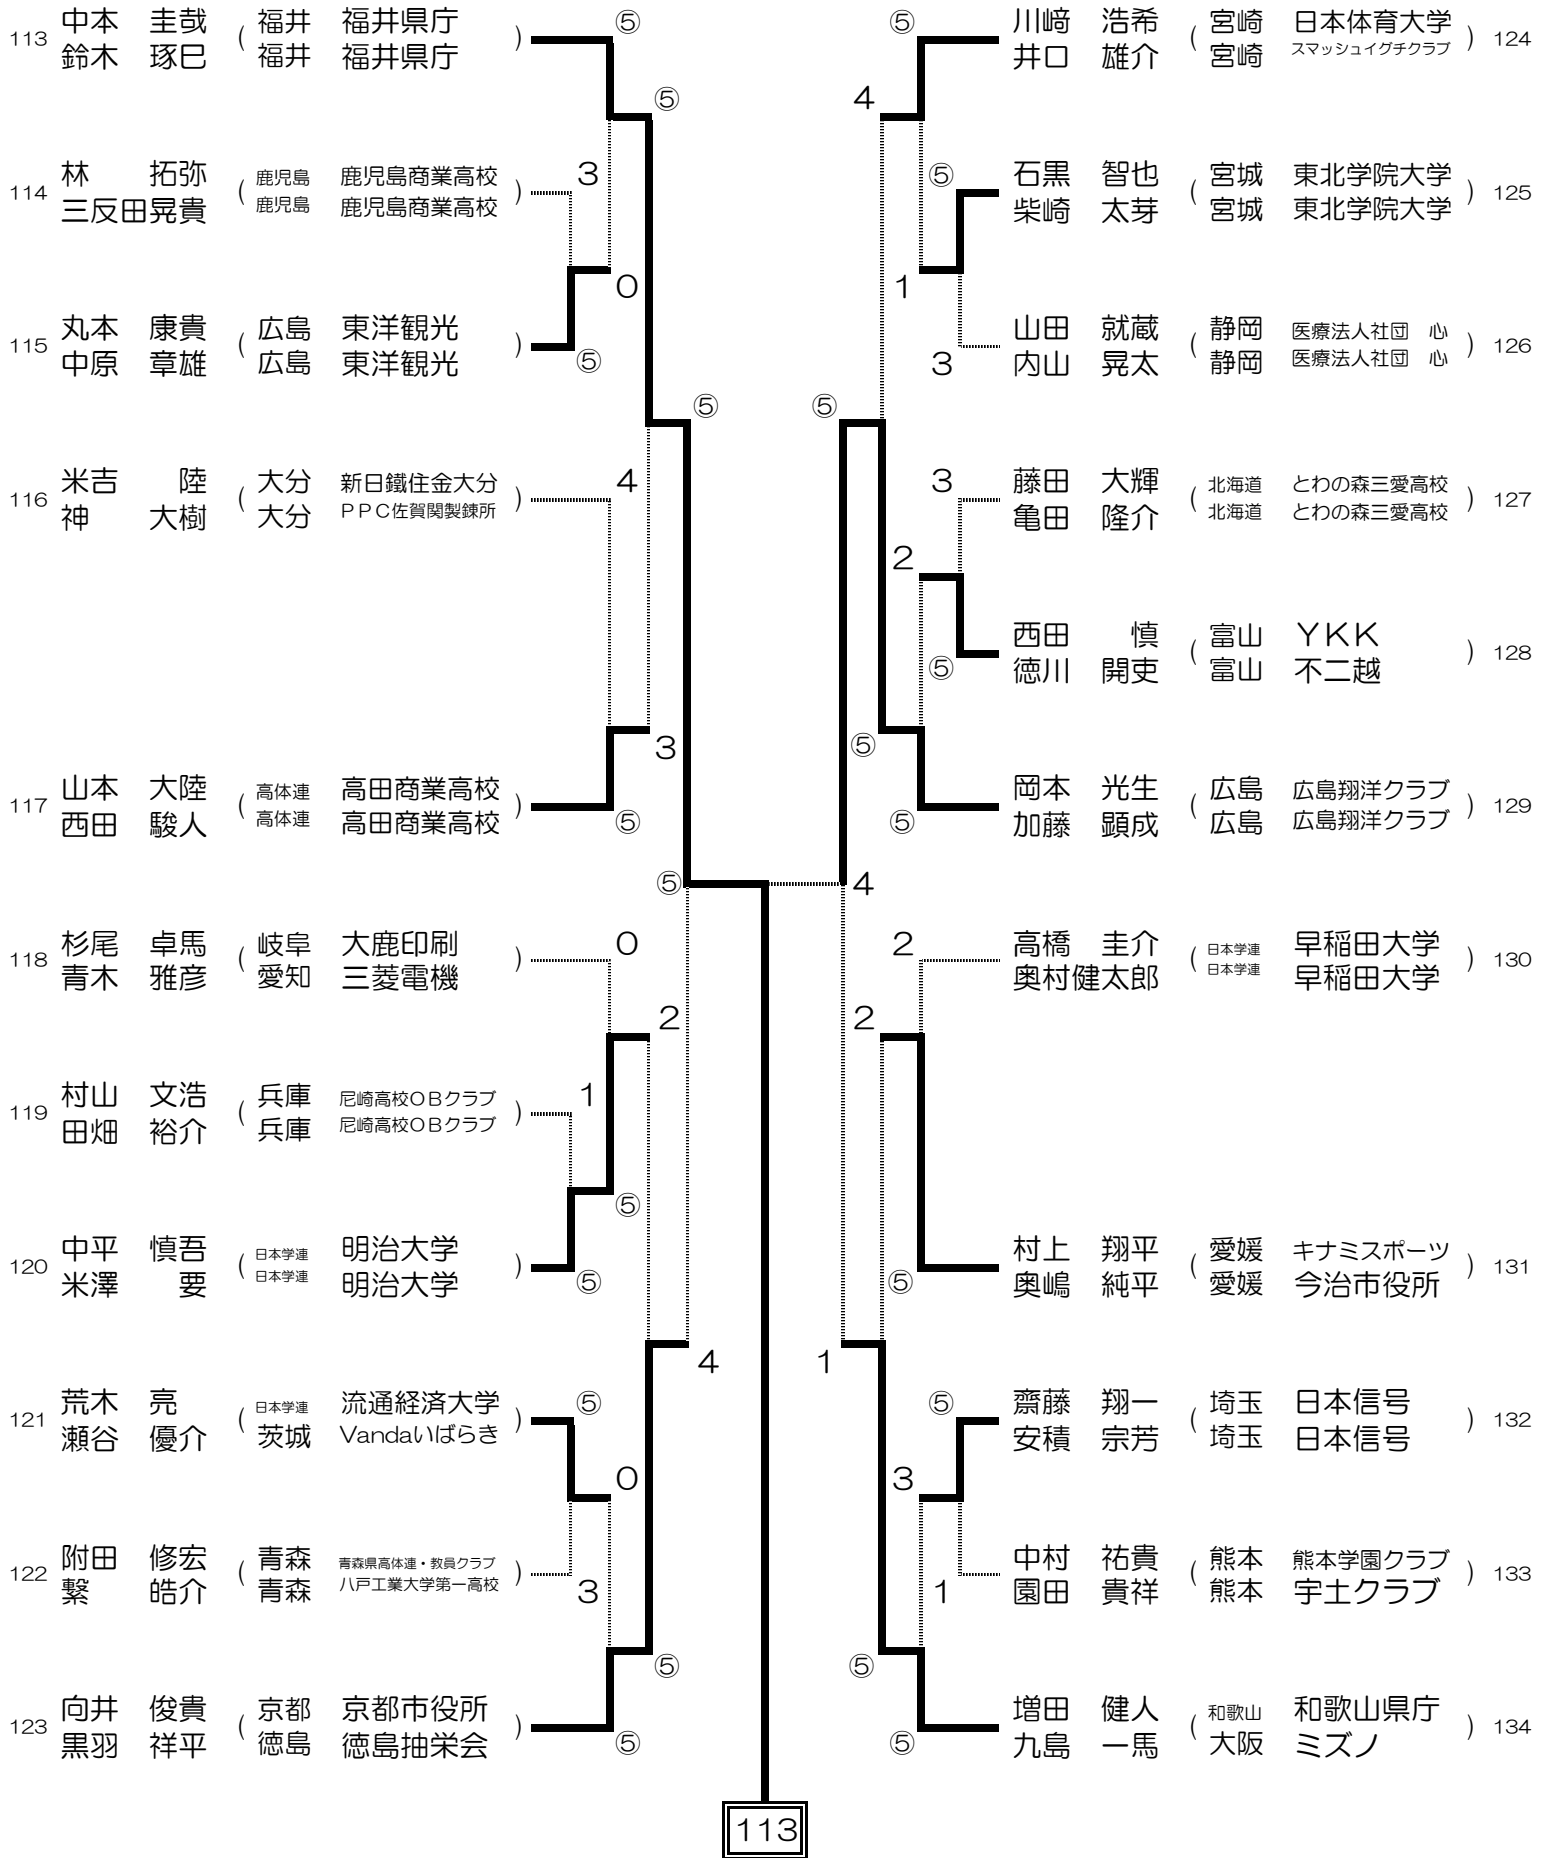 113 中本 圭哉 ( 福井 福井県庁 ) ⑤
鈴木 琢巳 福井 福井県庁
⑤
114 林 拓弥 ( 鹿児島 鹿児島商業高校 ) 3
三反田晃貴 鹿児島 鹿児島商業高校
0
115 丸本 康貴 ( 広島 東洋観光 ) ⑤
中原 章雄 広島 東洋観光
⑤
116 米吉 陸 ( 大分 新日鐵住金大分 ) 4
神 大樹 大分 PPC佐賀関製錬所
3
117 山本 大陸 ( 高体連 高田商業高校 ) ⑤
西田 駿人 高体連 高田商業高校
⑤
118 杉尾 卓馬 ( 岐阜 大鹿印刷 ) 0
青木 雅彦 愛知 三菱電機
2
119 村山 文浩 ( 兵庫 尼崎高校OBクラブ ) 1
田畑 裕介 兵庫 尼崎高校OBクラブ
⑤
120 中平 慎吾 ( 日本学連 明治大学 ) ⑤
米澤 要 日本学連 明治大学
4
121 荒木 亮 ( 日本学連 流通経済大学 ) ⑤
瀬谷 優介 茨城 Vandaいばらき
0
122 附田 修宏 ( 青森 青森県高体連・教員クラブ ) 3
繋 皓介 青森 八戸工業大学第一高校
⑤
123 向井 俊貴 ( 京都 京都市役所 ) ⑤
黒羽 祥平 徳島 徳島抽栄会
⑤ 川﨑 浩希 ( 宮崎 日本体育大学 ) 124
井口 雄介 宮崎 スマッシュイグチクラブ
4
⑤ 石黒 智也 ( 宮城 東北学院大学 ) 125
柴崎 太芽 宮城 東北学院大学
1
3 山田 就蔵 ( 静岡 医療法人社団 心 ) 126
内山 晃太 静岡 医療法人社団 心
⑤
3 藤田 大輝 ( 北海道 とわの森三愛高校 ) 127
亀田 隆介 北海道 とわの森三愛高校
2
⑤ 西田 慎 ( 富山 YKK ) 128
徳川 開吏 富山 不二越
⑤
⑤ 岡本 光生 ( 広島 広島翔洋クラブ ) 129
加藤 顕成 広島 広島翔洋クラブ
4
2 高橋 圭介 ( 日本学連 早稲田大学 ) 130
奥村健太郎 日本学連 早稲田大学
2
⑤ 村上 翔平 ( 愛媛 キナミスポーツ ) 131
奥嶋 純平 愛媛 今治市役所
1
⑤ 齋藤 翔一 ( 埼玉 日本信号 ) 132
安積 宗芳 埼玉 日本信号
3
1 中村 祐貴 ( 熊本 熊本学園クラブ ) 133
園田 貴祥 熊本 宇土クラブ
⑤
⑤ 増田 健人 ( 和歌山 和歌山県庁 ) 134
九島 一馬 大阪 ミズノ
113